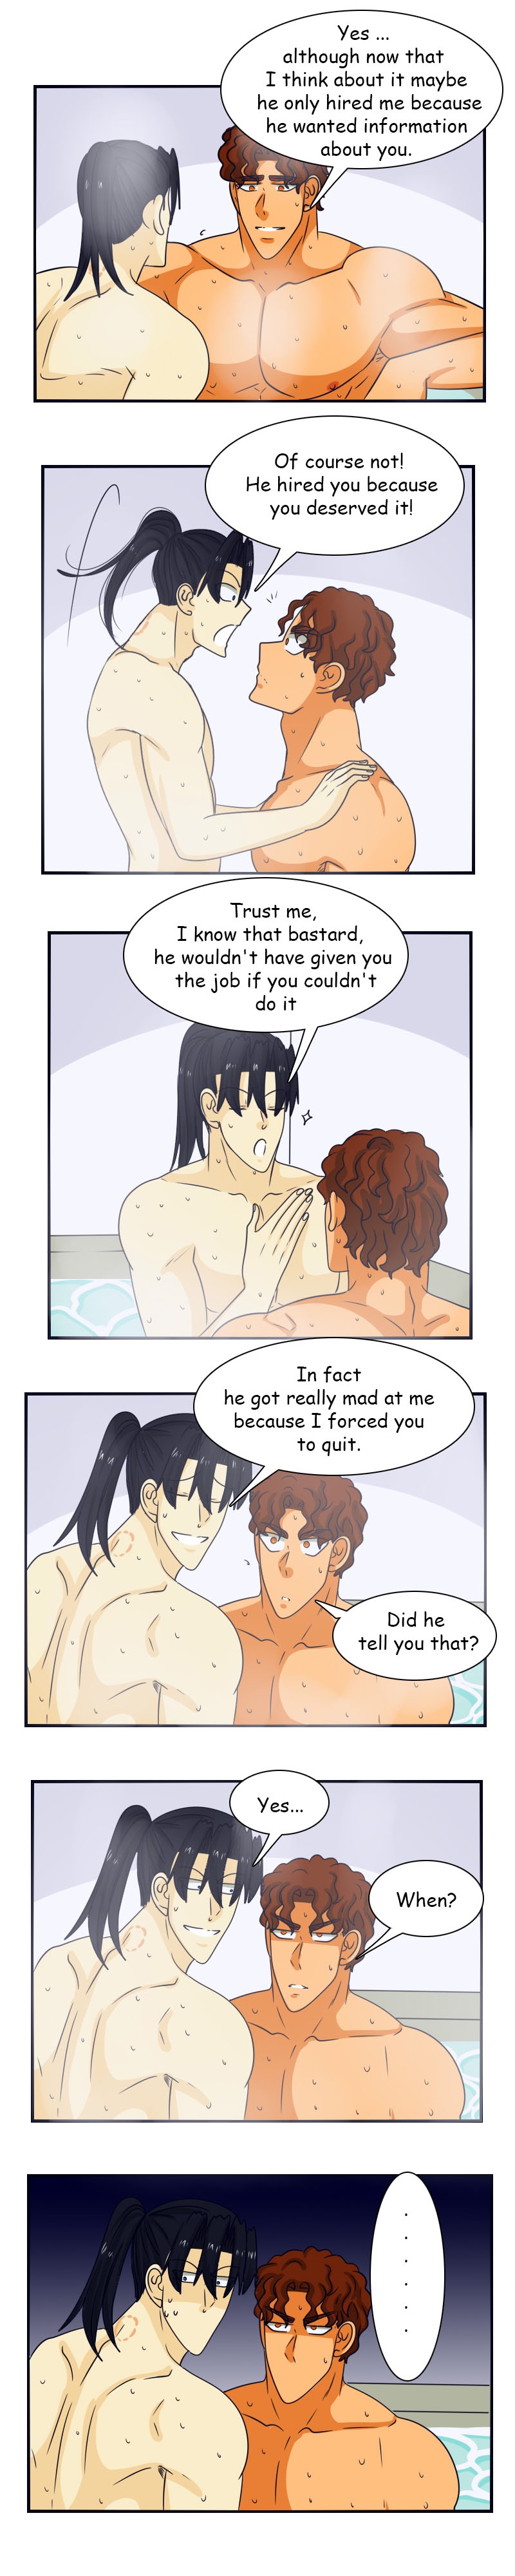 Yes ...
although now that
I think about it maybe
he only hired me because
he wanted information
about you.
Of course not!
He hired you because
you deserved it!
Trust me,
I know that bastard,
he wouldn't have given you
the job if you couldn't
do it
In fact
he got really mad at me
because I forced you
to quit.
Did he
tell you that?
Yes...
When?
.
.
.
.
.
.